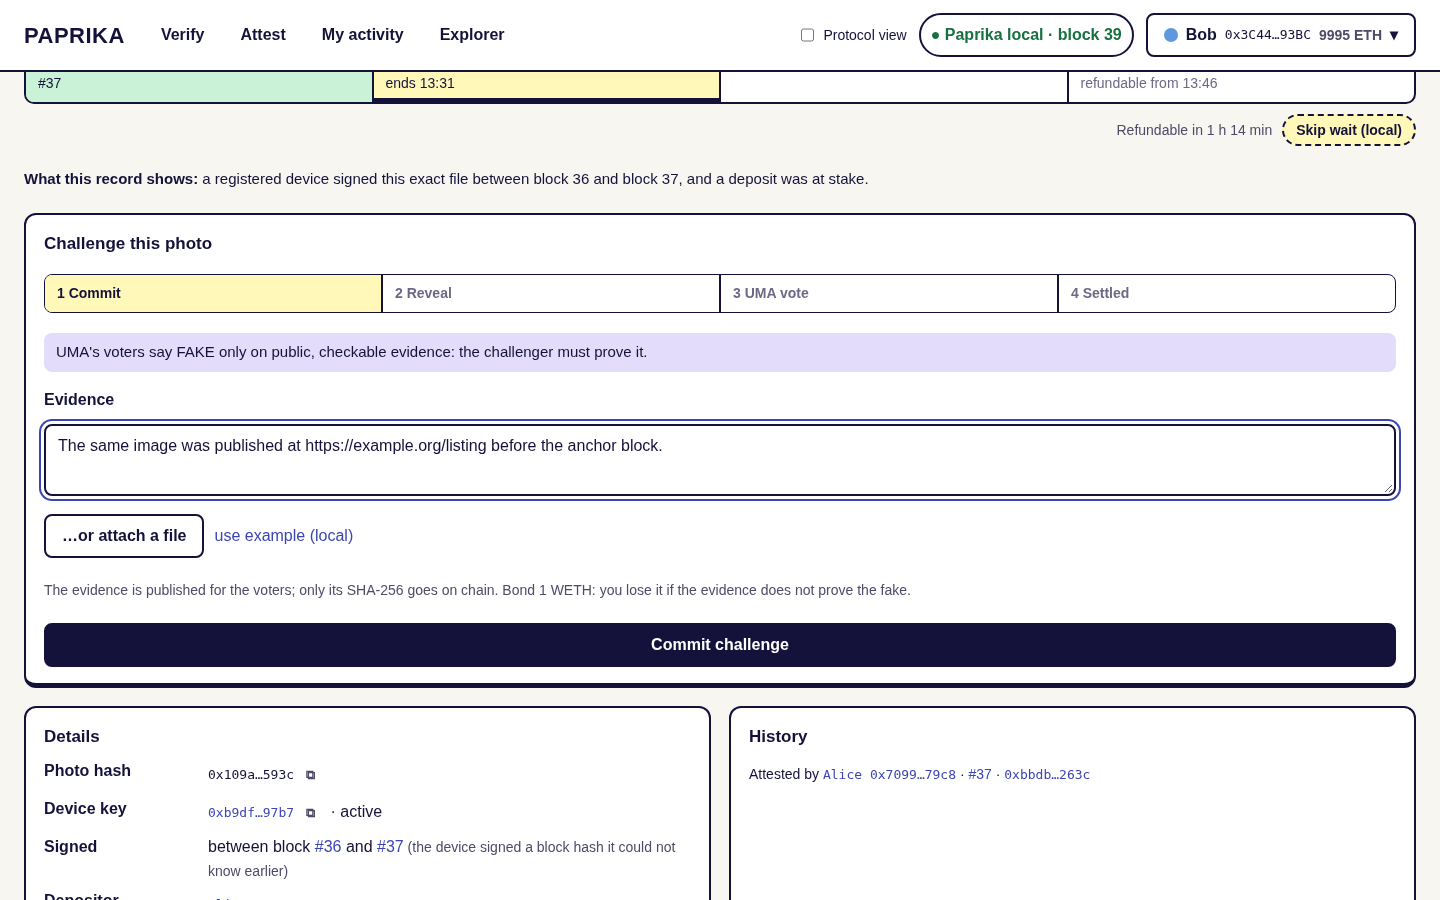 PAPRIKA Verify Attest My activity Explorer Protocol view ● Paprika local · block 39 Bob 0x3C44…93BC 9995 ETH ▼
#37 ends 13:31 refundable from 13:46
Refundable in 1 h 14 min Skip wait (local)
What this record shows: a registered device signed this exact file between block 36 and block 37, and a deposit was at stake.
Challenge this photo
1 Commit 2 Reveal 3 UMA vote 4 Settled
UMA's voters say FAKE only on public, checkable evidence: the challenger must prove it.
Evidence
The same image was published at https://example.org/listing before the anchor block.
…or attach a file use example (local)
The evidence is published for the voters; only its SHA-256 goes on chain. Bond 1 WETH: you lose it if the evidence does not prove the fake.
Commit challenge
Details
Photo hash 0x109a…593c
Device key 0xb9df…97b7 · active
Signed between block #36 and #37 (the device signed a block hash it could not
know earlier)
Depositor
History
Attested by Alice 0x7099…79c8 · #37 · 0xbbdb…263c